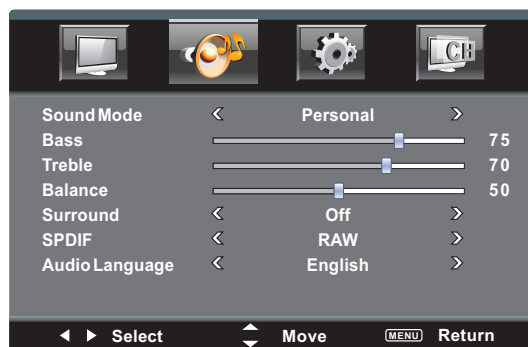 CH
Sound Mode Personal
Bass 75
Treble 70
Balance 50
Surround Off
SPDIF RAW
Audio Language English
Select Move MENU Return